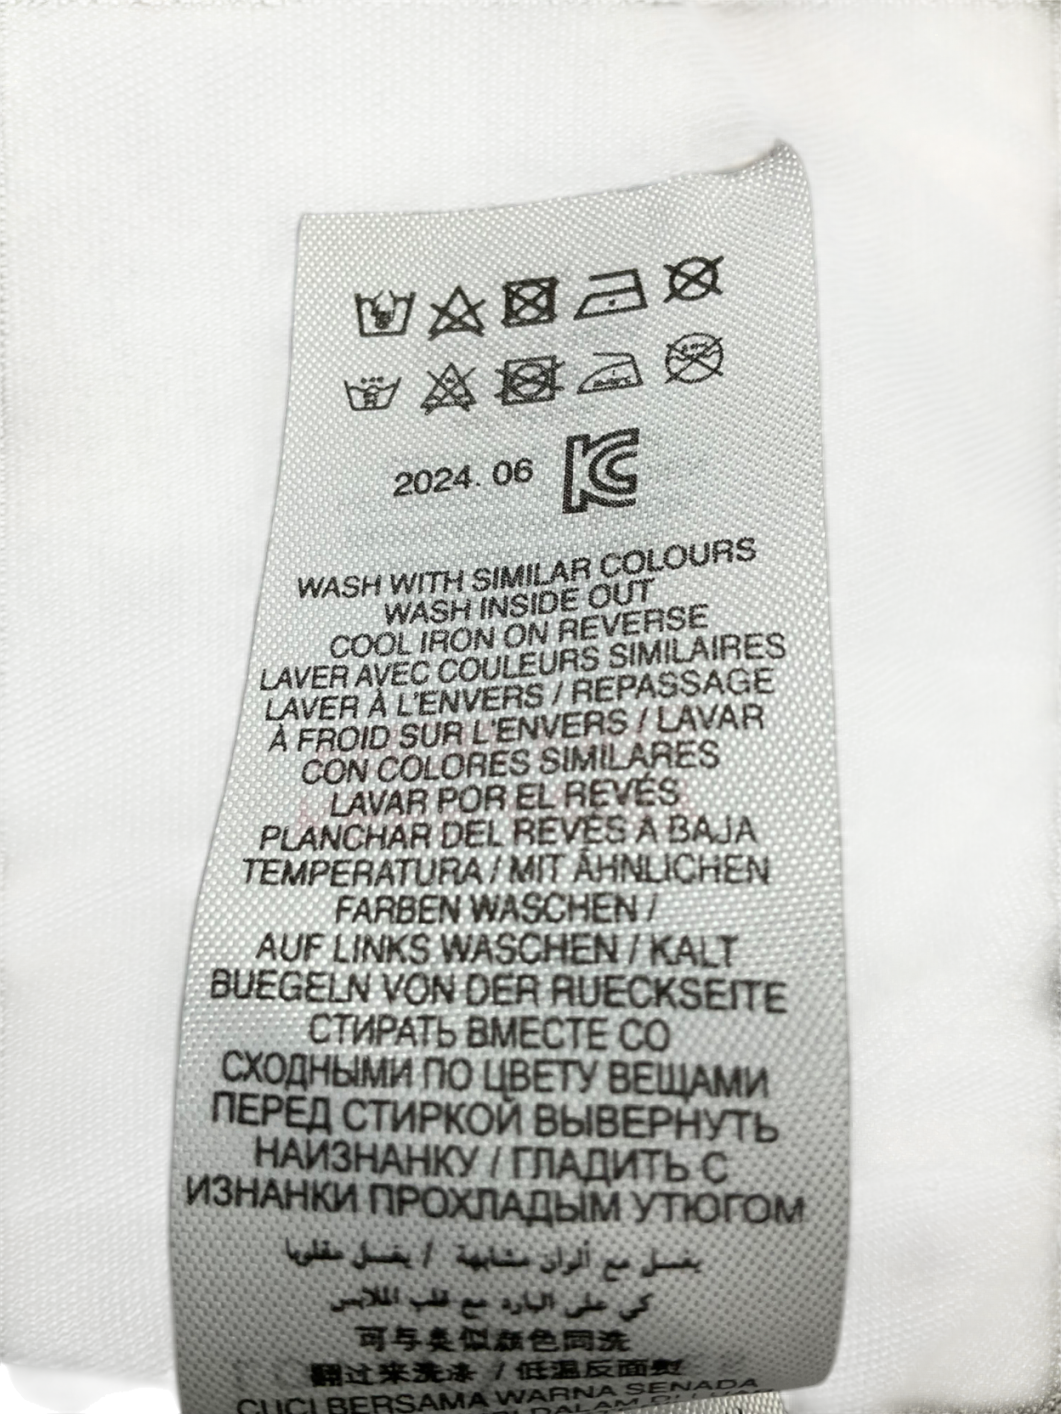 2024. 06
WASH WITH SIMILAR COLOURS
WASH INSIDE OUT
COOL IRON ON REVERSE
LAVER AVEC COULEURS SIMILAIRES
LAVER À L'ENVERS / REPASSAGE
À FROID SUR L'ENVERS / LAVAR
CON COLORES SIMILARES
LAVAR POR EL REVÉS
PLANCHAR DEL REVÉS A BAJA
TEMPERATURA / MIT ÄHNLICHEN
FARBEN WASCHEN /
AUF LINKS WASCHEN / KALT
BUEGELN VON DER RUECKSEITE
СТИРАТЬ ВМЕСТЕ СО
СХОДНЫМИ ПО ЦВЕТУ ВЕЩАМИ
ПЕРЕД СТИРКОЙ ВЫВЕРНУТЬ
НАИЗНАНКУ / ГЛАДИТЬ С
ИЗНАНКИ ПРОХЛАДЫМ УТЮГОМ
يغسل مع ألوان مشابهة / يغسل مقلوبا
كي على البارد مع قلب الملابس
可与类似颜色同洗
翻过来洗涤 / 低温反面熨
CUCI BERSAMA WARNA SENADA
DI DALAM